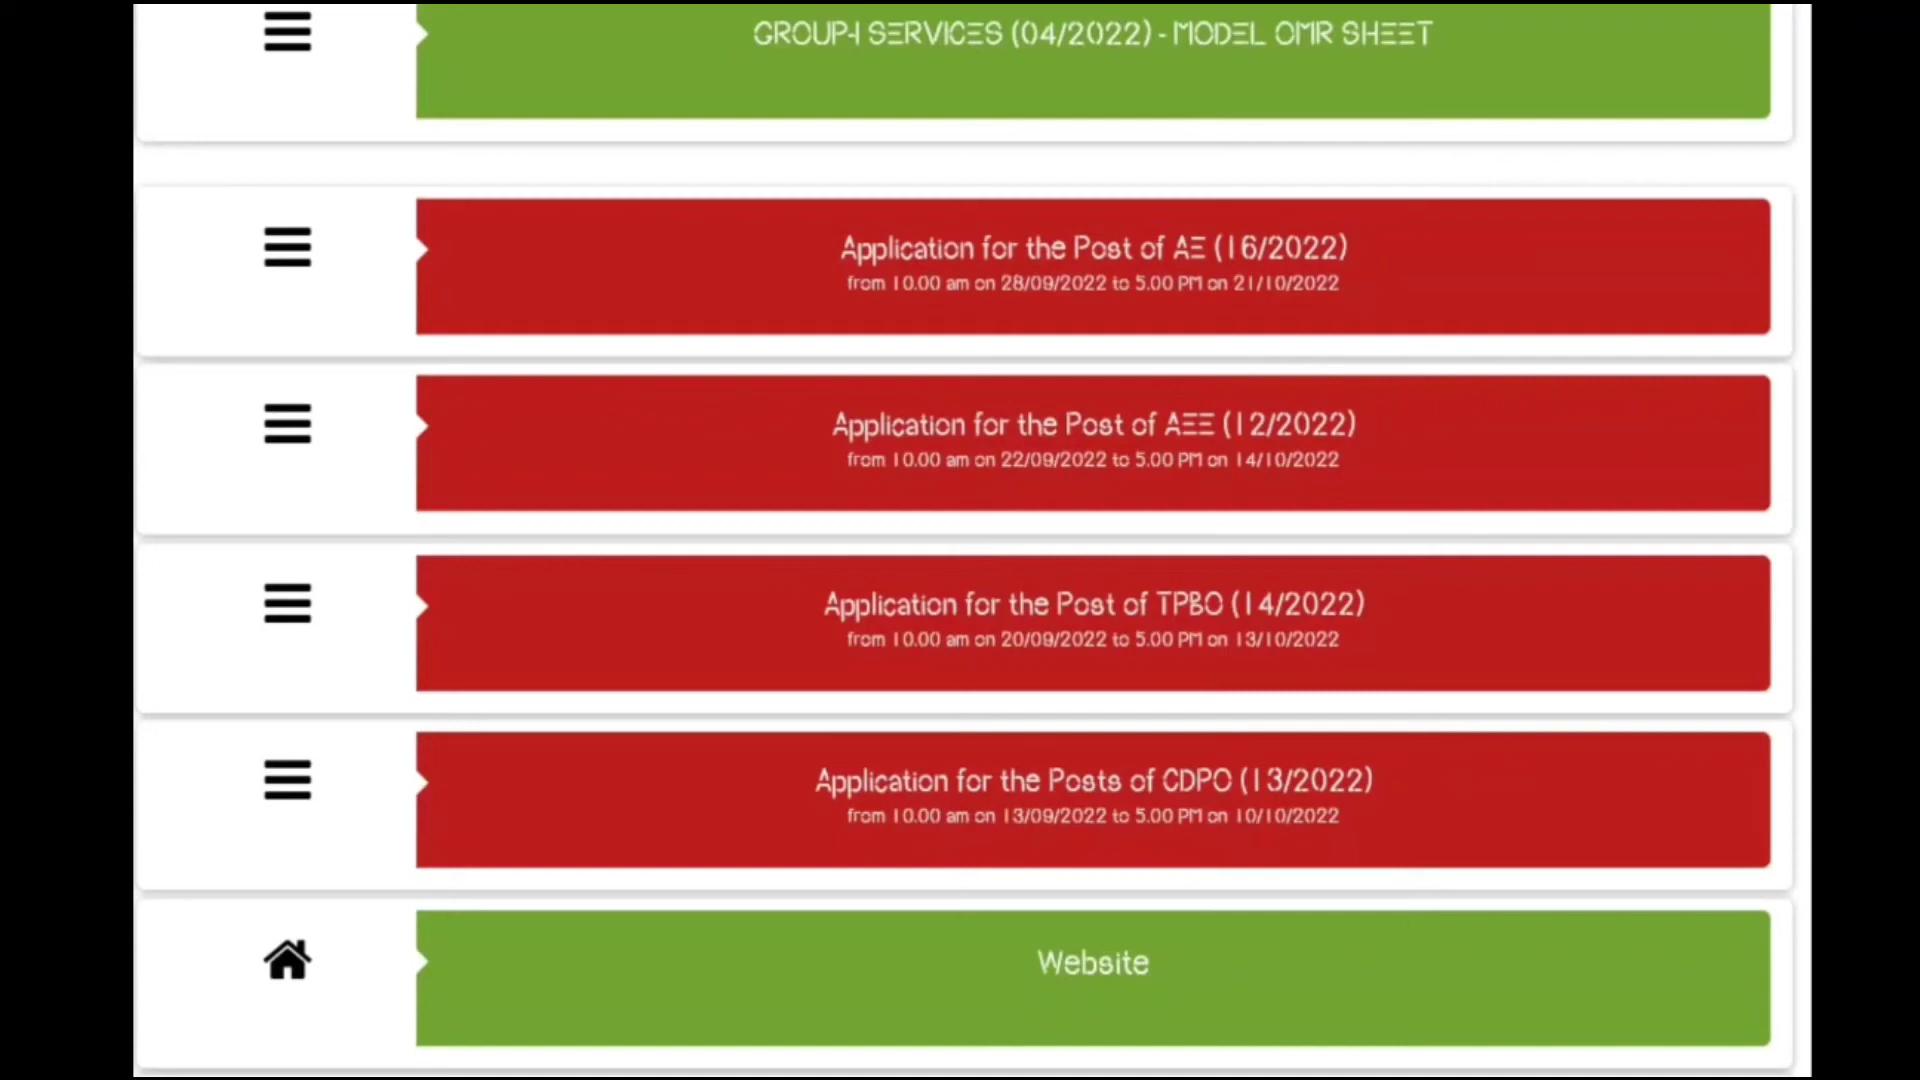 GROUP-I SERVICES (04/2022) - MODEL OMR SHEET
Application for the Post of AE (16/2022)
from 10.00 am on 28/09/2022 to 5.00 PM on 21/10/2022
Application for the Post of AEE (12/2022)
from 10.00 am on 22/09/2022 to 5.00 PM on 14/10/2022
Application for the Post of TPBO (14/2022)
from 10.00 am on 20/09/2022 to 5.00 PM on 13/10/2022
Application for the Posts of CDPO (13/2022)
from 10.00 am on 13/09/2022 to 5.00 PM on 10/10/2022
Website